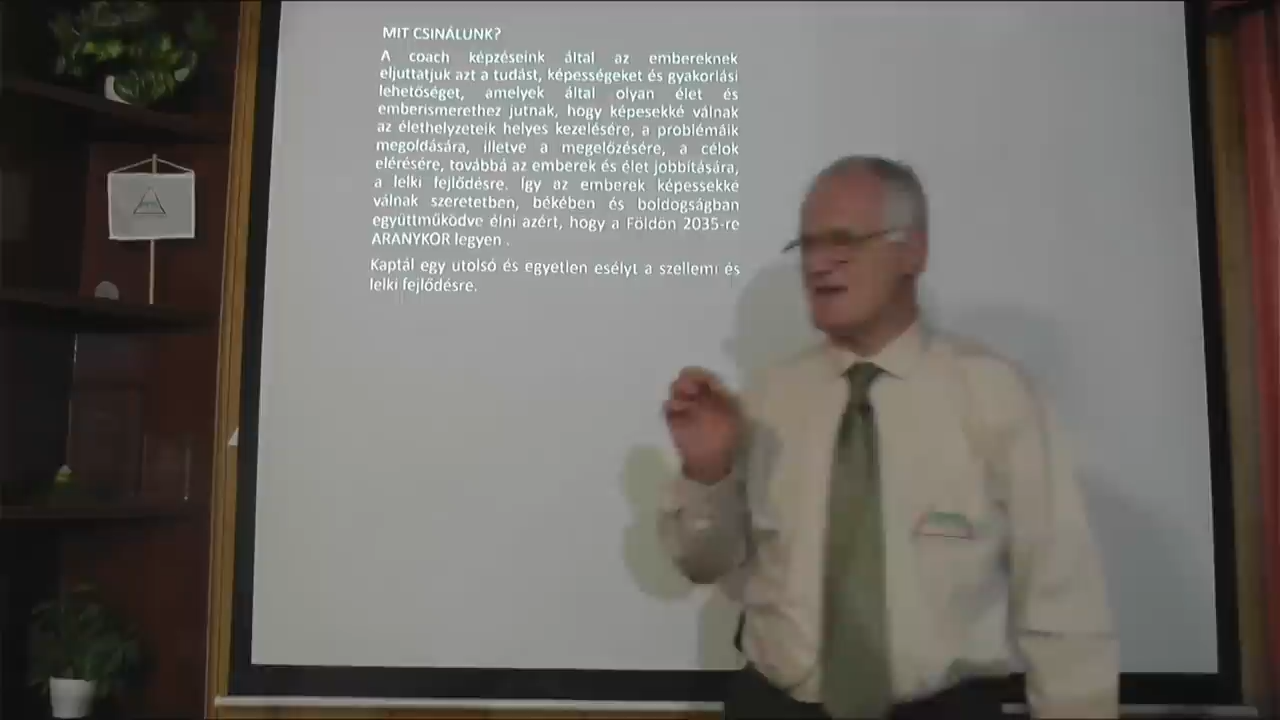 MIT CSINÁLUNK?
A coach képzéseink által az embereknek
eljuttatjuk azt a tudást, képességeket és gyakorlási
lehetőséget, amelyek által olyan élet és
emberismerethez jutnak, hogy képesekké válnak
az élethelyzeteik helyes kezelésére, a problémáik
megoldására, illetve a megelőzésére, a célok
elérésére, továbbá az emberek és élet jobbítására,
a lelki fejlődésre. Így az emberek képessekké
válnak szeretetben, békében és boldogságban
együttműködve élni azért, hogy a Földön 2035-re
ARANYKOR legyen .
Kaptál egy utolsó és egyetlen esélyt a szellemi és
lelki fejlődésre.